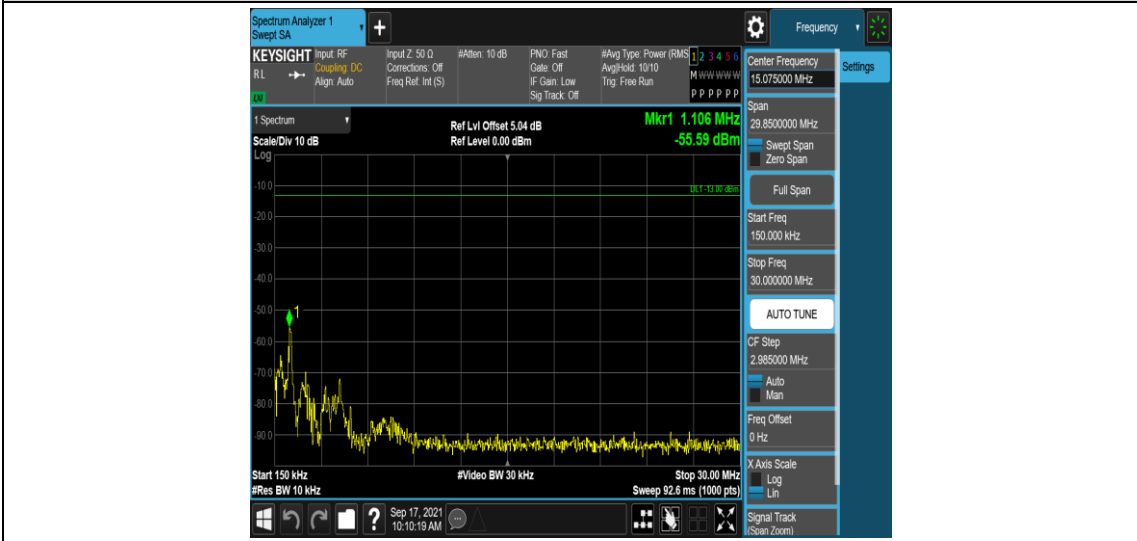 Spectrum Analyzer 1
Swept SA
+
Frequency
KEYSIGHT
RL
LXI
Input: RF
Coupling: DC
Align: Auto
Input Z: 50 Ω
Corrections: Off
Freq Ref: Int (S)
#Atten: 10 dB
PNO: Fast
Gate: Off
IF Gain: Low
Sig Track: Off
#Avg Type: Power (RMS
Avg|Hold: 10/10
Trig: Free Run
1 2 3 4 5 6
M W W W W W
P P P P P P
1 Spectrum
Scale/Div 10 dB
Log
Ref Lvl Offset 5.04 dB
Ref Level 0.00 dBm
Mkr1 1.106 MHz
-55.59 dBm
DL1 -13.00 dBm
-10.0
-20.0
-30.0
-40.0
-50.0
-60.0
-70.0
-80.0
-90.0
1
Start 150 kHz
#Res BW 10 kHz
#Video BW 30 kHz
Stop 30.00 MHz
Sweep 92.6 ms (1000 pts)
?
Sep 17, 2021
10:10:19 AM
Center Frequency
15.075000 MHz
Settings
Span
29.8500000 MHz
Swept Span
Zero Span
Full Span
Start Freq
150.000 kHz
Stop Freq
30.000000 MHz
AUTO TUNE
CF Step
2.985000 MHz
Auto
Man
Freq Offset
0 Hz
X Axis Scale
Log
Lin
Signal Track
(Span Zoom)